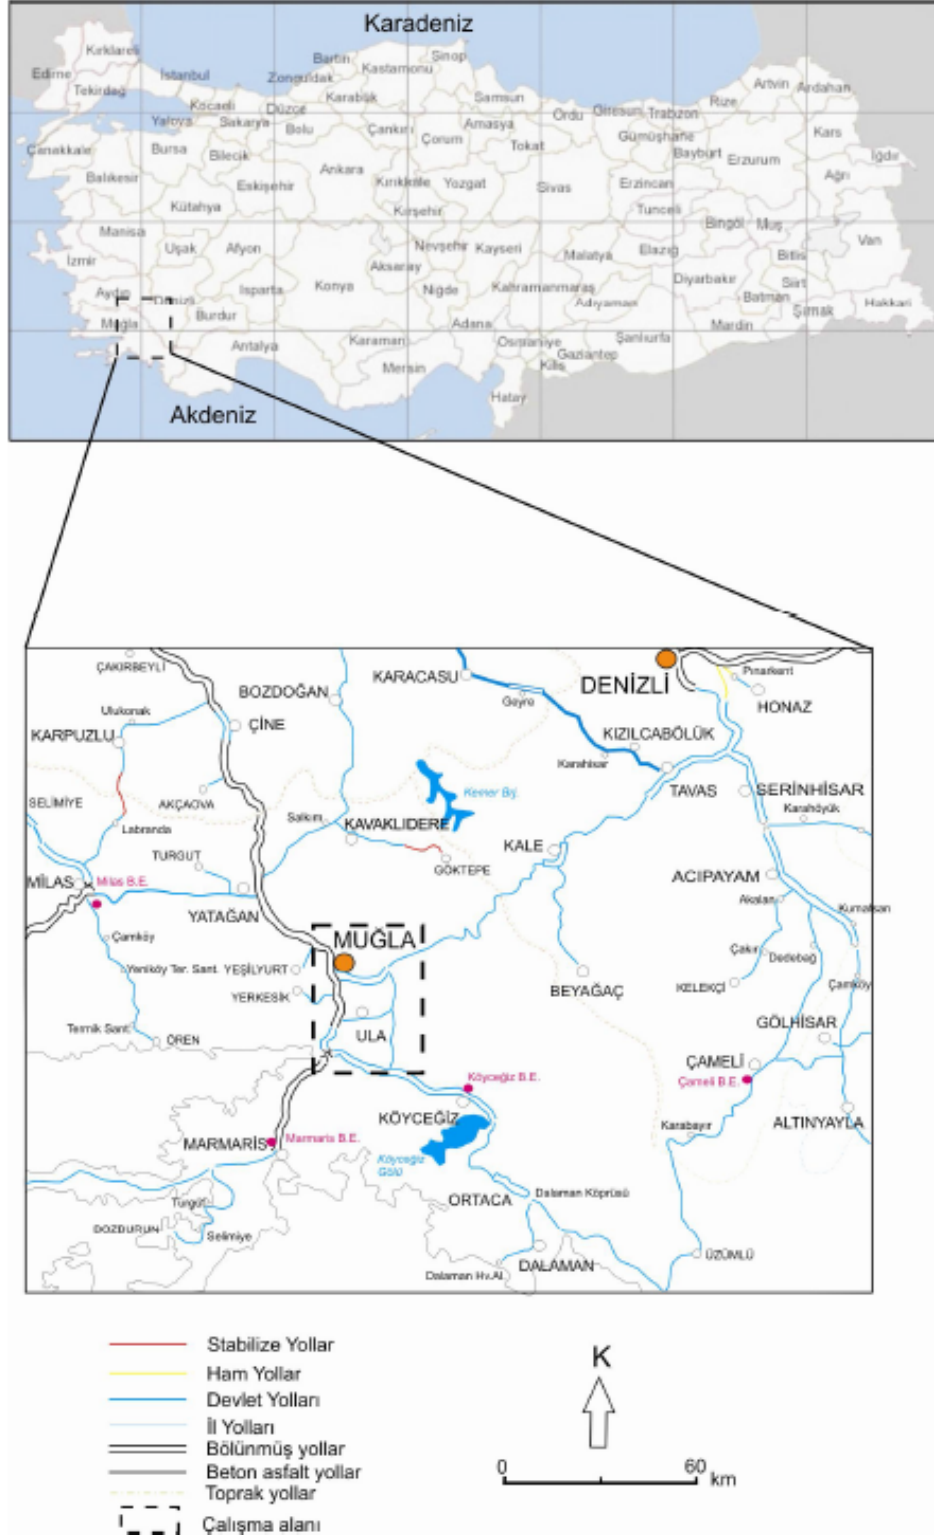 Karadeniz
Kırklareli
Edirne
Tekirdağ
İstanbul
Kocaeli
Yalova
Sakarya
Düzce
Zonguldak
Bartın
Karabük
Kastamonu
Sinop
Samsun
Ordu
Giresun
Trabzon
Rize
Artvin
Ardahan
Çanakkale
Bursa
Bilecik
Bolu
Çankırı
Çorum
Amasya
Tokat
Gümüşhane
Bayburt
Erzurum
Kars
Iğdır
Ağrı
Balıkesir
Eskişehir
Ankara
Kırıkkale
Yozgat
Sivas
Erzincan
Tunceli
Kütahya
Kırşehir
Bingöl
Muş
Manisa
Uşak
Afyon
Nevşehir
Kayseri
Malatya
Elazığ
Bitlis
Van
İzmir
Aksaray
Aydın
Denizli
Isparta
Konya
Niğde
Kahramanmaraş
Adıyaman
Diyarbakır
Batman
Siirt
Şırnak
Hakkari
Muğla
Burdur
Antalya
Karaman
Mersin
Adana
Osmaniye
Gaziantep
Kilis
Şanlıurfa
Mardin
Hatay
Akdeniz
ÇAKIRBEYLİ
BOZDOĞAN
KARACASU
DENİZLİ
Pınarkent
HONAZ
Ulukonak
ÇİNE
Geyre
KARPUZLU
KIZILCABÖLÜK
Karahisar
TAVAS
SERİNHİSAR
Karahöyük
SELİMİYE
AKÇAOVA
Kemer Brj.
Salkım
KAVAKLIDERE
Labranda
TURGUT
GÖKTEPE
KALE
ACIPAYAM
MİLAS
Milas B.E.
YATAĞAN
Akalan
Kumafşarı
Çamköy
MUĞLA
Çakır
Dedebağ
Yeniköy Ter. Sant.
YEŞİLYURT
YERKESİK
BEYAĞAÇ
KELEKÇİ
Çamköy
Termik Sant.
ÖREN
ULA
GÖLHİSAR
Köyceğiz B.E.
ÇAMELİ
Çameli B.E.
KÖYCEĞİZ
ALTINYAYLA
Karabayır
MARMARİS
Marmaris B.E.
Köyceğiz
Gölü
Turgut
ORTACA
Dalaman Köprüsü
BOZBURUN
Selimiye
DALAMAN
Dalaman Hv.Al.
ÜZÜMLÜ
Stabilize Yollar
Ham Yollar
Devlet Yolları
İl Yolları
Bölünmüş yollar
Beton asfalt yollar
Toprak yollar
Çalışma alanı
K
0 60 km